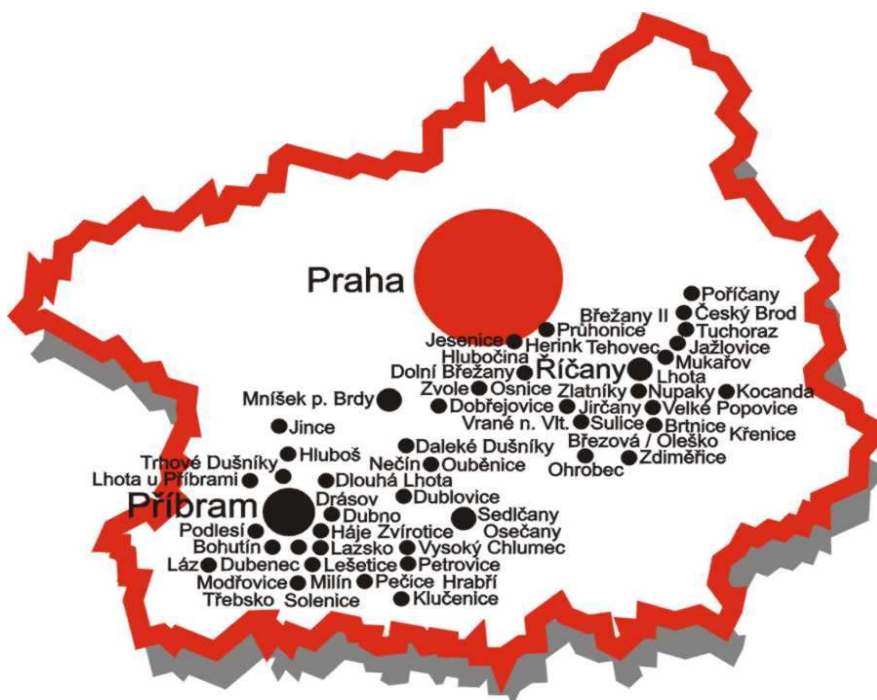 Praha
Poříčany
Břežany II
Český Brod
Průhonice
Tuchoraz
Jesenice
Herink
Tehovec
Jažlovice
Hlubočina
Mukařov
Dolní Břežany
Říčany
Lhota
Zvole
Osnice
Zlatníky
Nupaky
Kocanda
Mníšek p. Brdy
Dobřejovice
Jirčany
Velké Popovice
Vrané n. Vlt.
Sulice
Brtnice
Jince
Křenice
Březová / Oleško
Daleké Dušníky
Hluboš
Ohrobec
Zdiměřice
Trhové Dušníky
Nečín
Ouběnice
Lhota u Příbrami
Dlouhá Lhota
Příbram
Drásov
Dublovice
Dubno
Sedlčany
Podlesí
Háje
Zvírotice
Osečany
Bohutín
Lazsko
Vysoký Chlumec
Láz
Dubenec
Lešetice
Petrovice
Modřovice
Milín
Pečice
Hrabří
Třebsko
Solenice
Klučenice